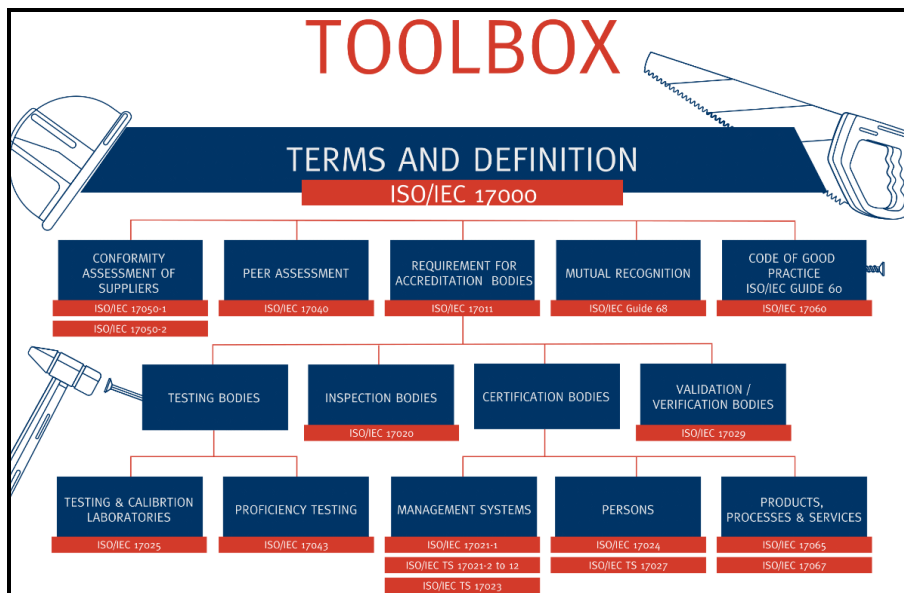 TOOLBOX
TERMS AND DEFINITION
ISO/IEC 17000
CONFORMITY
ASSESSMENT OF
SUPPLIERS
ISO/IEC 17050-1
ISO/IEC 17050-2
PEER ASSESSMENT
ISO/IEC 17040
REQUIREMENT FOR
ACCREDITATION BODIES
ISO/IEC 17011
MUTUAL RECOGNITION
ISO/IEC Guide 68
CODE OF GOOD
PRACTICE
ISO/IEC GUIDE 60
ISO/IEC 17060
TESTING BODIES
INSPECTION BODIES
ISO/IEC 17020
CERTIFICATION BODIES
VALIDATION /
VERIFICATION BODIES
ISO/IEC 17029
TESTING & CALIBRTION
LABORATORIES
ISO/IEC 17025
PROFICIENCY TESTING
ISO/IEC 17043
MANAGEMENT SYSTEMS
ISO/IEC 17021-1
ISO/IEC TS 17021-2 to 12
ISO/IEC TS 17023
PERSONS
ISO/IEC 17024
ISO/IEC TS 17027
PRODUCTS,
PROCESSES & SERVICES
ISO/IEC 17065
ISO/IEC 17067